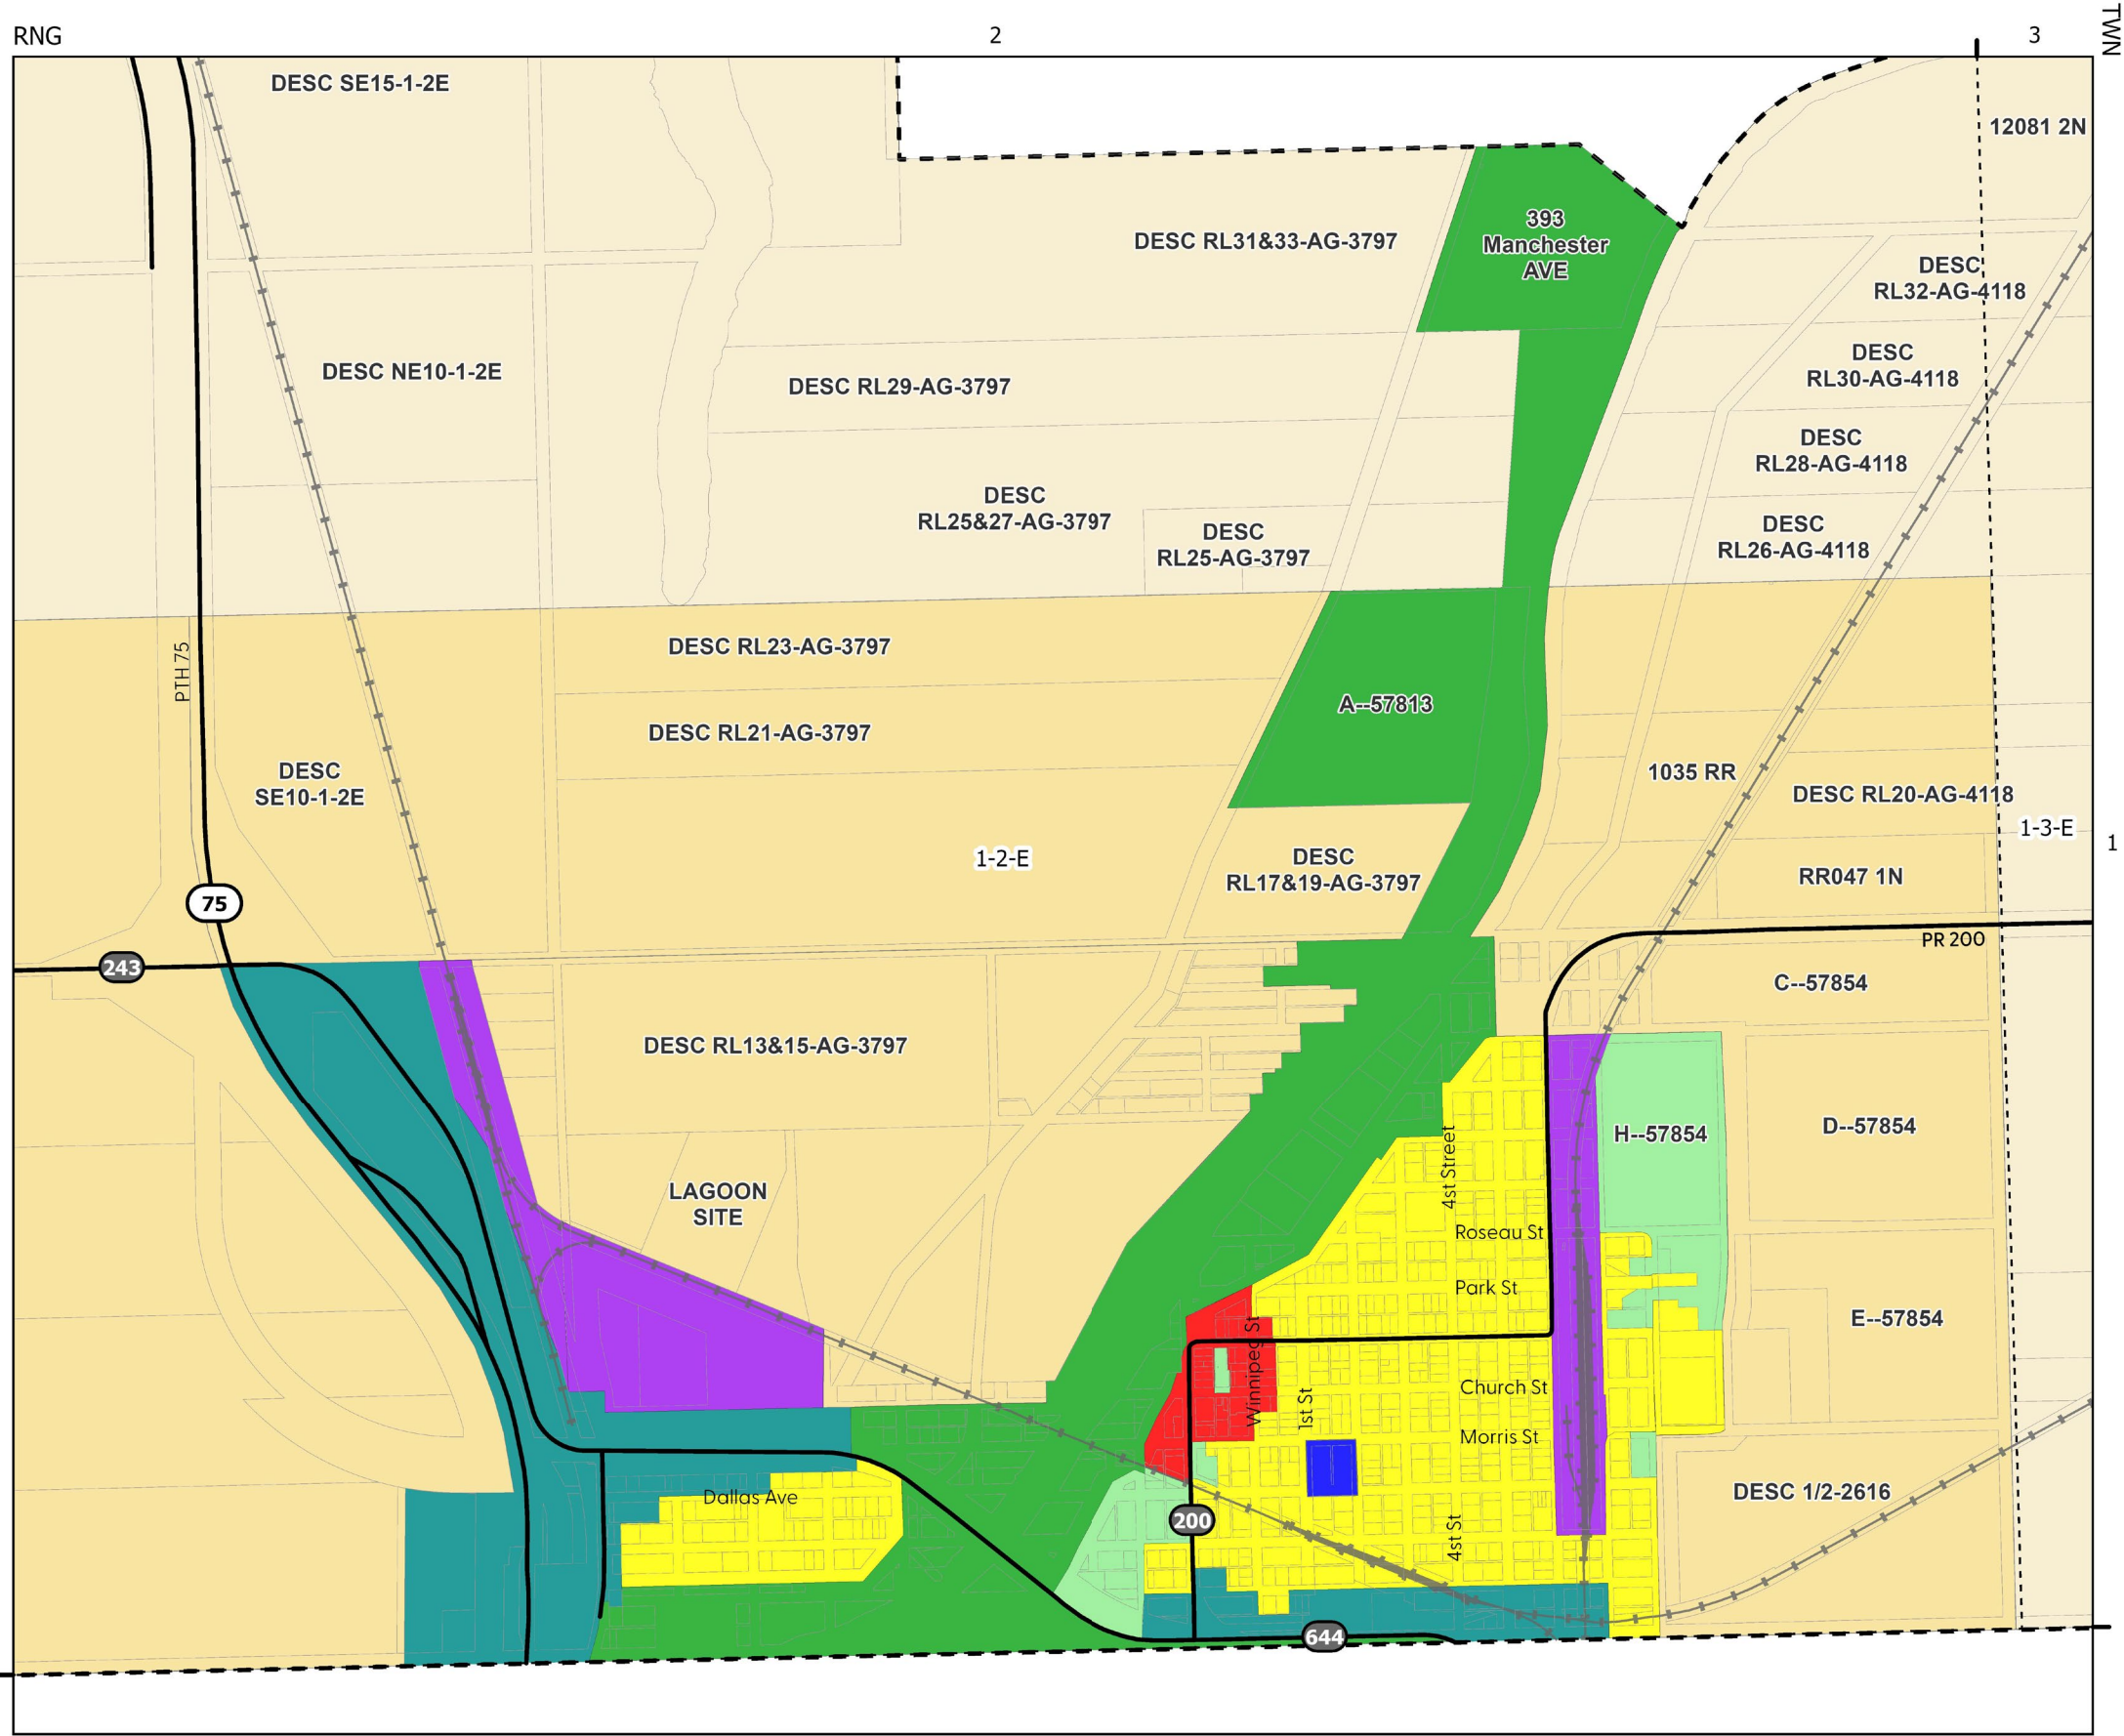 RNG
2
3
TWN
DESC SE15-1-2E
12081 2N
393
Manchester
AVE
DESC RL31&33-AG-3797
DESC
RL32-AG-4118
DESC NE10-1-2E
DESC RL29-AG-3797
DESC
RL30-AG-4118
DESC
RL28-AG-4118
DESC
RL25&27-AG-3797
DESC
RL25-AG-3797
DESC
RL26-AG-4118
PTH 75
DESC RL23-AG-3797
A--57813
DESC RL21-AG-3797
DESC
SE10-1-2E
1035 RR
DESC RL20-AG-4118
1-3-E
1
1-2-E
DESC
RL17&19-AG-3797
RR047 1N
75
PR 200
243
C--57854
DESC RL13&15-AG-3797
H--57854
D--57854
4st Street
LAGOON
SITE
Roseau St
Park St
E--57854
Winnipeg St
Church St
1st St
Morris St
Dallas Ave
DESC 1/2-2616
200
4st St
644